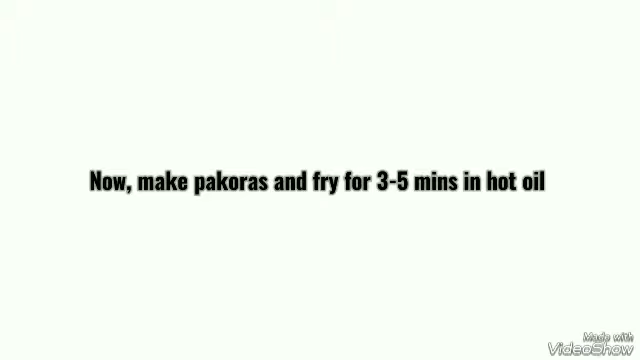 Now, make pakoras and fry for 3-5 mins in hot oil
Made with
VideoShow